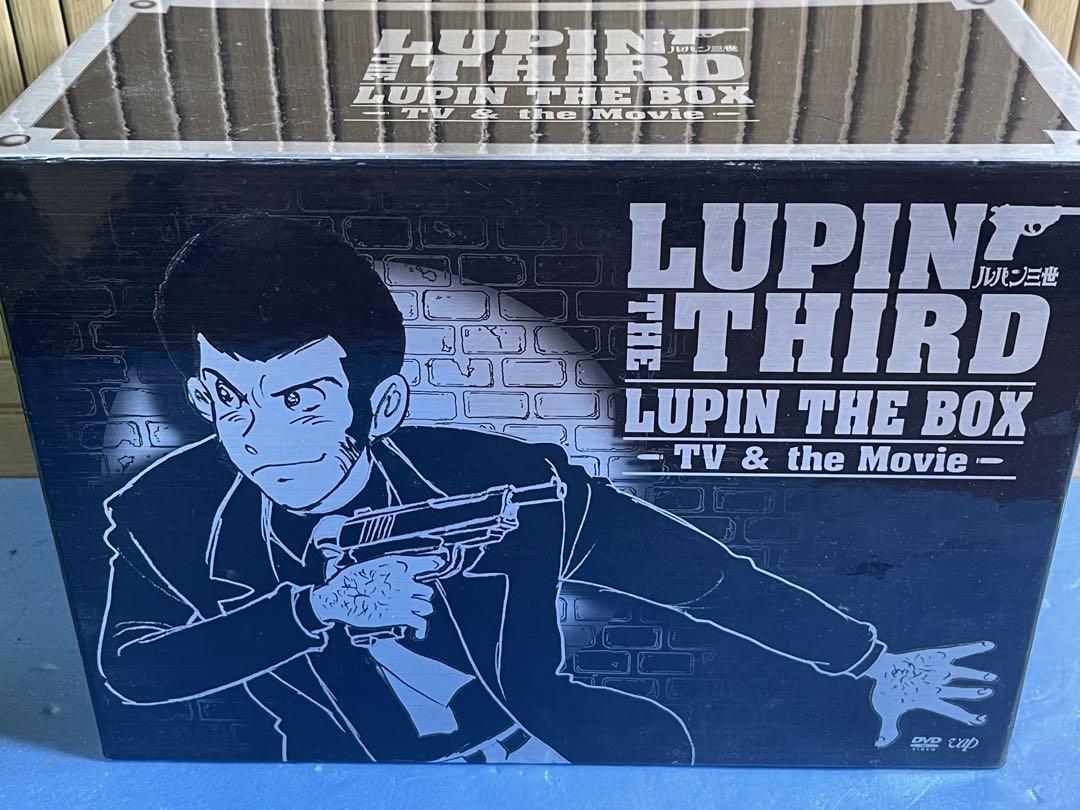 LUPIN
ルパン三世
THE THIRD
LUPIN THE BOX
TV & the Movie
LUPIN
ルパン三世
THE THIRD
LUPIN THE BOX
TV & the Movie
DVD
VIDEO
vap